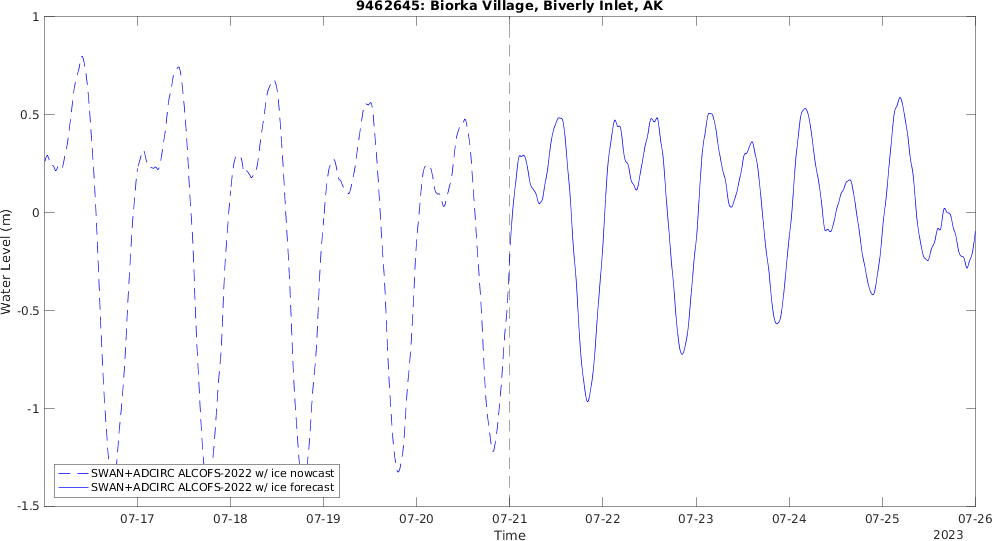 9462645: Biorka Village, Biverly Inlet, AK
1
0.5
0
-0.5
-1
-1.5
Water Level (m)
SWAN+ADCIRC ALCOFS-2022 w/ ice nowcast
SWAN+ADCIRC ALCOFS-2022 w/ ice forecast
07-17 07-18 07-19 07-20 07-21 07-22 07-23 07-24 07-25 07-26
Time
2023